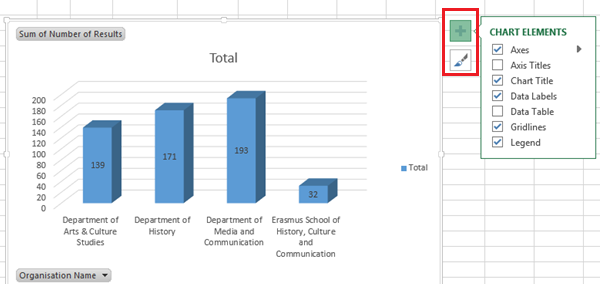 Sum of Number of Results
Total
200
180
160
140
120
100
80
60
40
20
0
139
171
193
32
Department of
Arts & Culture
Studies
Department of
History
Department of
Media and
Communication
Erasmus School of
History, Culture
and
Communication
Total
Organisation Name
CHART ELEMENTS
Axes
Axis Titles
Chart Title
Data Labels
Data Table
Gridlines
Legend